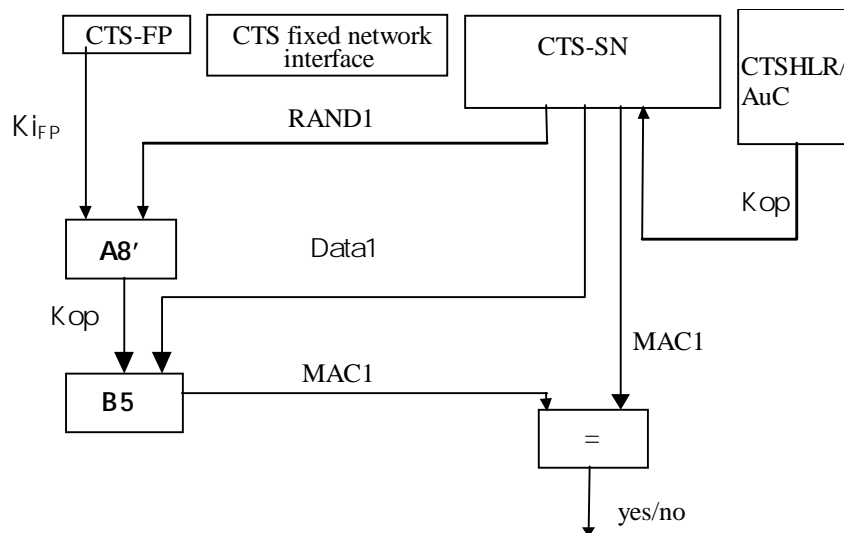 CTS-FP
CTS fixed network
interface
CTS-SN
CTSHLR/
AuC
KiFP
RAND1
Kop
A8'
Data1
Kop
MAC1
B5
MAC1
=
yes/no